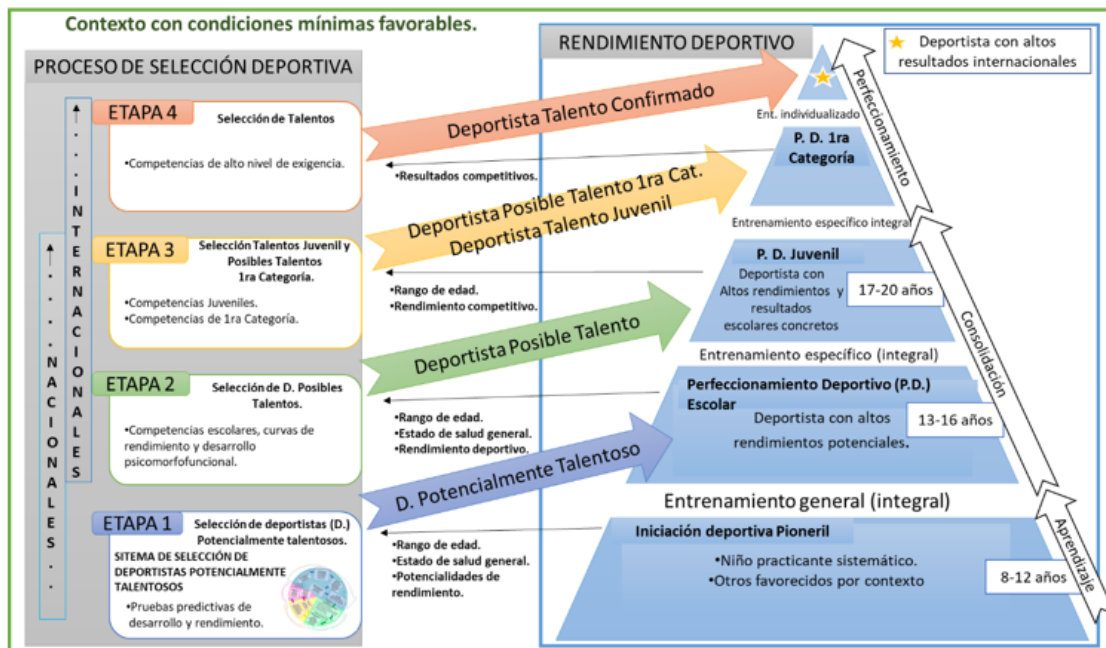 Contexto con condiciones mínimas favorables.
PROCESO DE SELECCIÓN DEPORTIVA
ETAPA 4
Selección de Talentos
•Competencias de alto nivel de exigencia.
ETAPA 3
Selección Talentos Juvenil y
Posibles Talentos
1ra Categoría.
•Competencias Juveniles.
•Competencias de 1ra Categoría.
ETAPA 2
Selección de D. Posibles
Talentos.
•Competencias escolares, curvas de
rendimiento y desarrollo
psicomorfofuncional.
ETAPA 1
Selección de deportistas (D.)
Potencialmente talentosos.
SITEMA DE SELECCIÓN DE
DEPORTISTAS POTENCIALMENTE
TALENTOSOS
•Pruebas predictivas de
desarrollo y rendimiento.
. . . NACIONALES . . .
. . . INTERNACIONALES
Deportista Talento Confirmado
•Resultados competitivos.
Deportista Posible Talento 1ra Cat.
Deportista Talento Juvenil
•Rango de edad.
•Rendimiento competitivo.
Deportista Posible Talento
•Rango de edad.
•Estado de salud general.
•Rendimiento deportivo.
D. Potencialmente Talentoso
•Rango de edad.
•Estado de salud general.
•Potencialidades de
rendimiento.
RENDIMIENTO DEPORTIVO
Deportista con altos
resultados internacionales
Ent. individualizado
P. D. 1ra
Categoría
Entrenamiento específico integral
P. D. Juvenil
Deportista con
Altos rendimientos y
resultados
escolares concretos
17-20 años
Entrenamiento específico (integral)
Perfeccionamiento Deportivo (P.D.)
Escolar
Deportista con altos
rendimientos potenciales.
13-16 años
Entrenamiento general (integral)
Iniciación deportiva Pioneril
•Niño practicante sistemático.
•Otros favorecidos por contexto
8-12 años
Perfeccionamiento
Consolidación
Aprendizaje